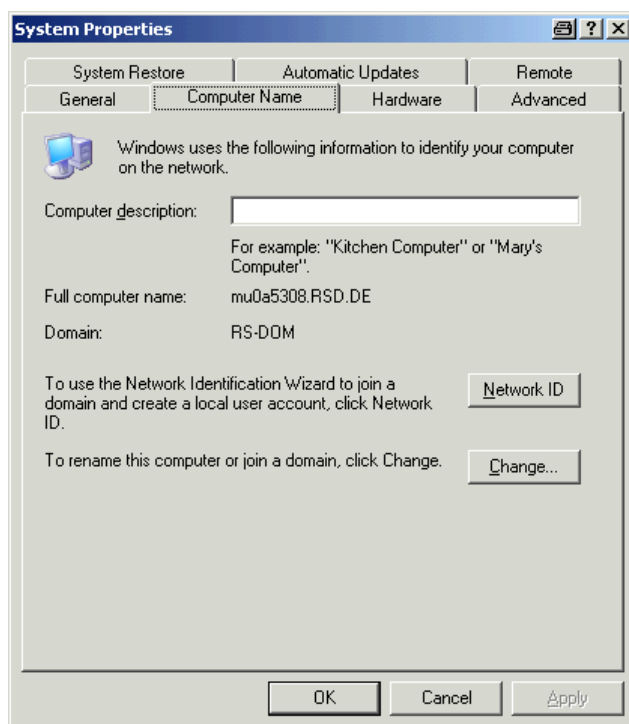 System Properties
System Restore Automatic Updates Remote
General Computer Name Hardware Advanced
Windows uses the following information to identify your computer
on the network.
Computer description:
For example: "Kitchen Computer" or "Mary's
Computer".
Full computer name: mu0a5308.RSD.DE
Domain: RS-DOM
To use the Network Identification Wizard to join a
domain and create a local user account, click Network
ID.
Network ID
To rename this computer or join a domain, click Change.
Change...
OK Cancel Apply